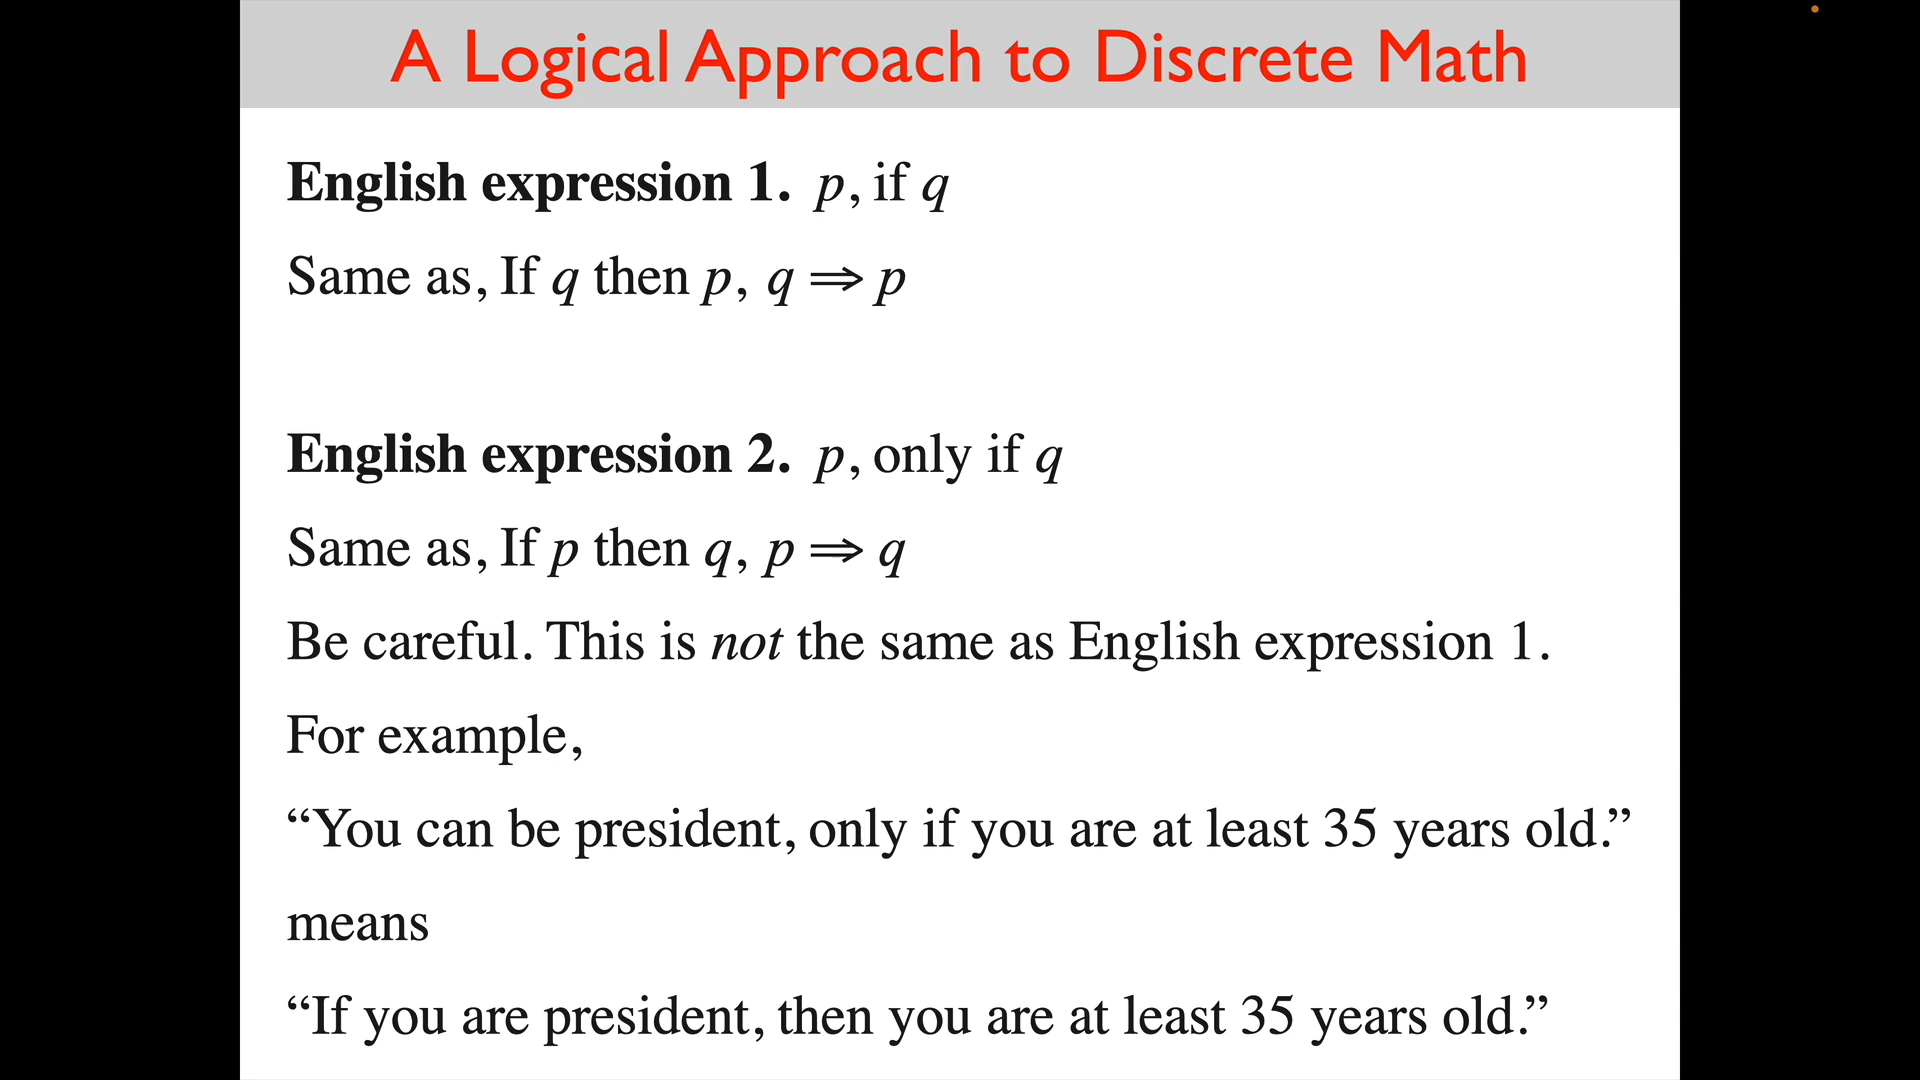 A Logical Approach to Discrete Math
English expression 1. p, if q
Same as, If q then p, q ⇒ p
English expression 2. p, only if q
Same as, If p then q, p ⇒ q
Be careful. This is not the same as English expression 1.
For example,
“You can be president, only if you are at least 35 years old.”
means
“If you are president, then you are at least 35 years old.”